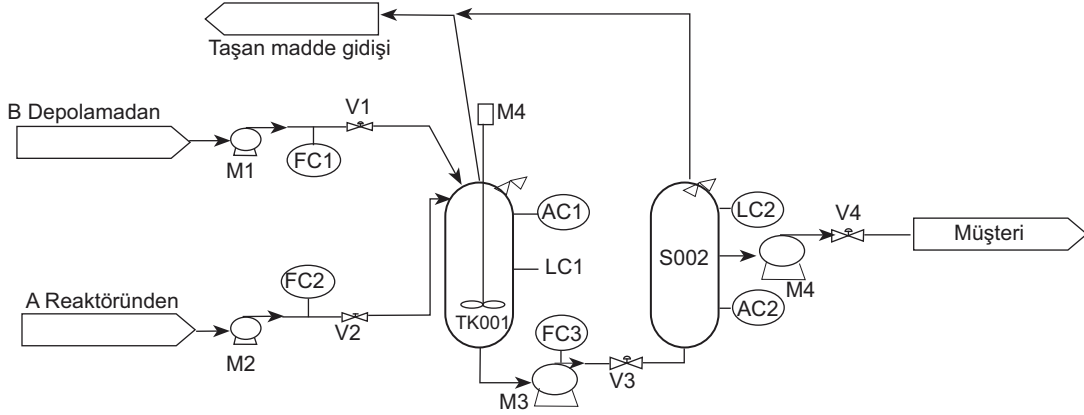 Taşan madde gidişi
B Depolamadan
V1
M4
M1
FC1
AC1
LC2
V4
Müşteri
S002
LC1
M4
A Reaktöründen
FC2
TK001
AC2
V2
M2
FC3
V3
M3